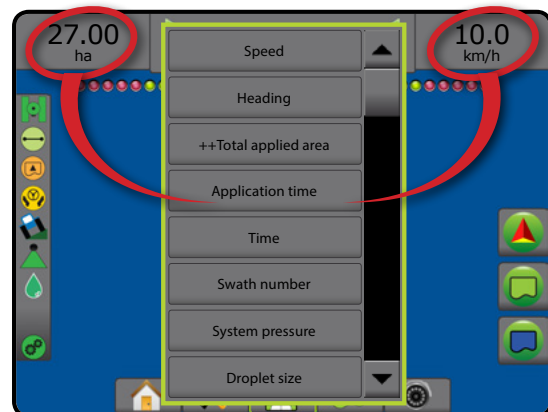 27.00
ha
10.0
km/h
Speed
Heading
++Total applied area
Application time
Time
Swath number
System pressure
Droplet size